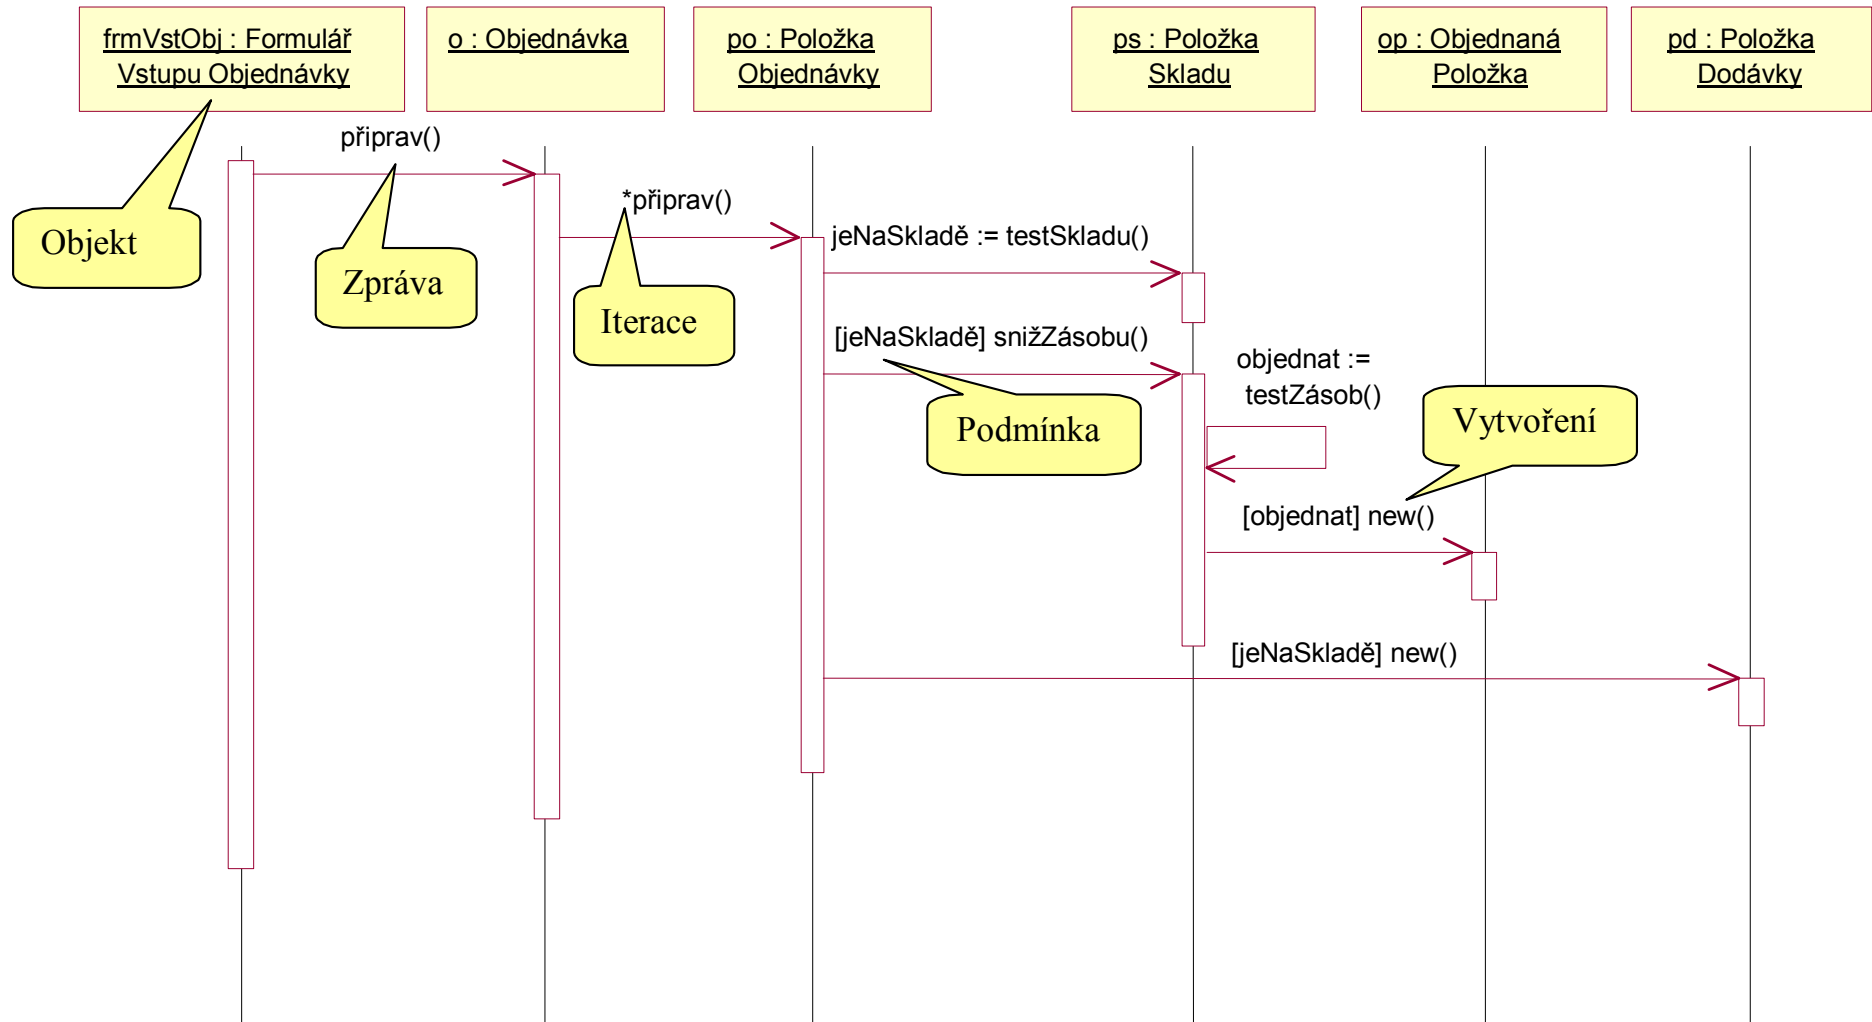 frmVstObj : Formulář
Vstupu Objednávky
o : Objednávka
po : Položka
Objednávky
ps : Položka
Skladu
op : Objednaná
Položka
pd : Položka
Dodávky
připrav()
*připrav()
Objekt
jeNaSkladě := testSkladu()
Zpráva
Iterace
[jeNaSkladě] snižZásobu()
objednat :=
testZásob()
Podmínka
Vytvoření
[objednat] new()
[jeNaSkladě] new()